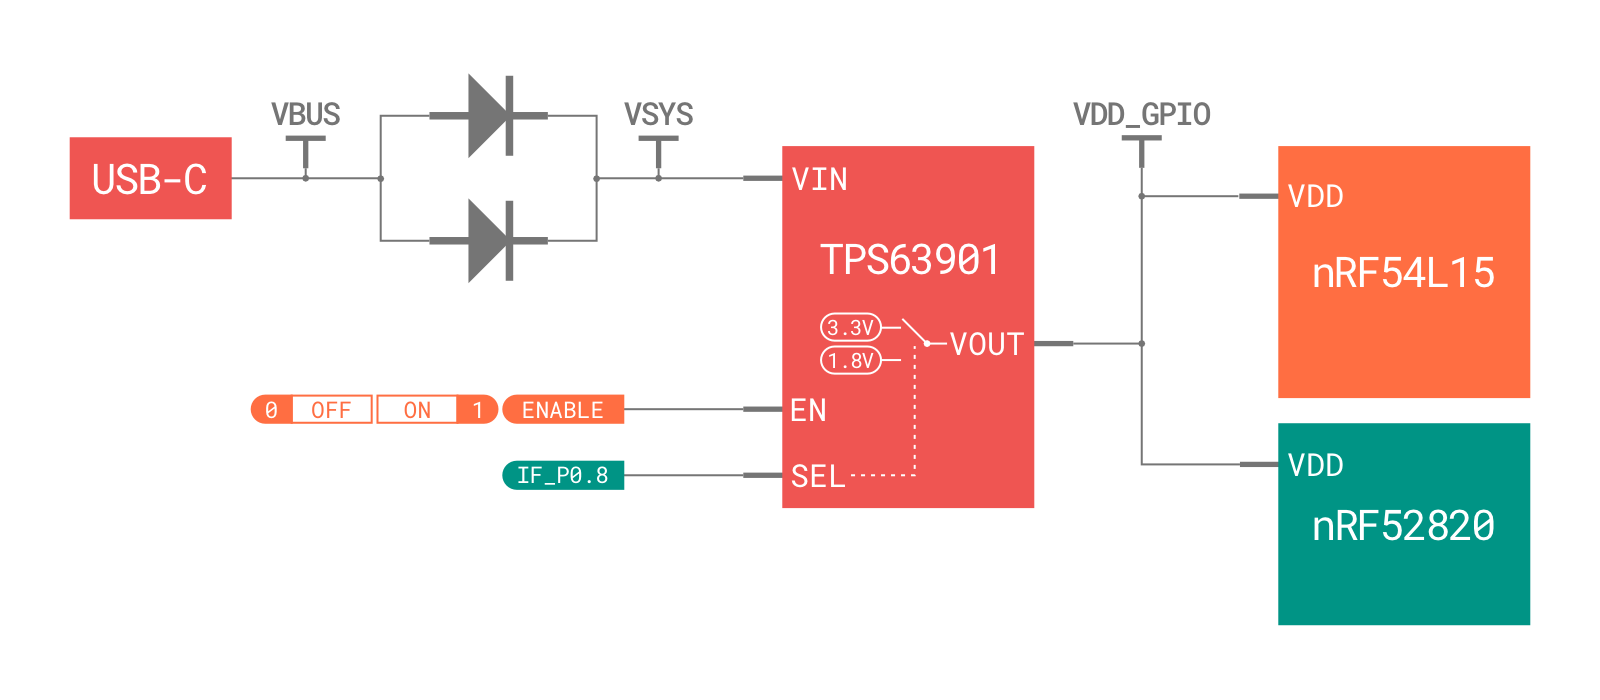 USB-C
VBUS
VSYS
VIN
TPS63901
3.3V
1.8V
VOUT
EN
SEL
0 OFF ON 1 ENABLE
IF_P0.8
VDD_GPIO
VDD
nRF54L15
VDD
nRF52820